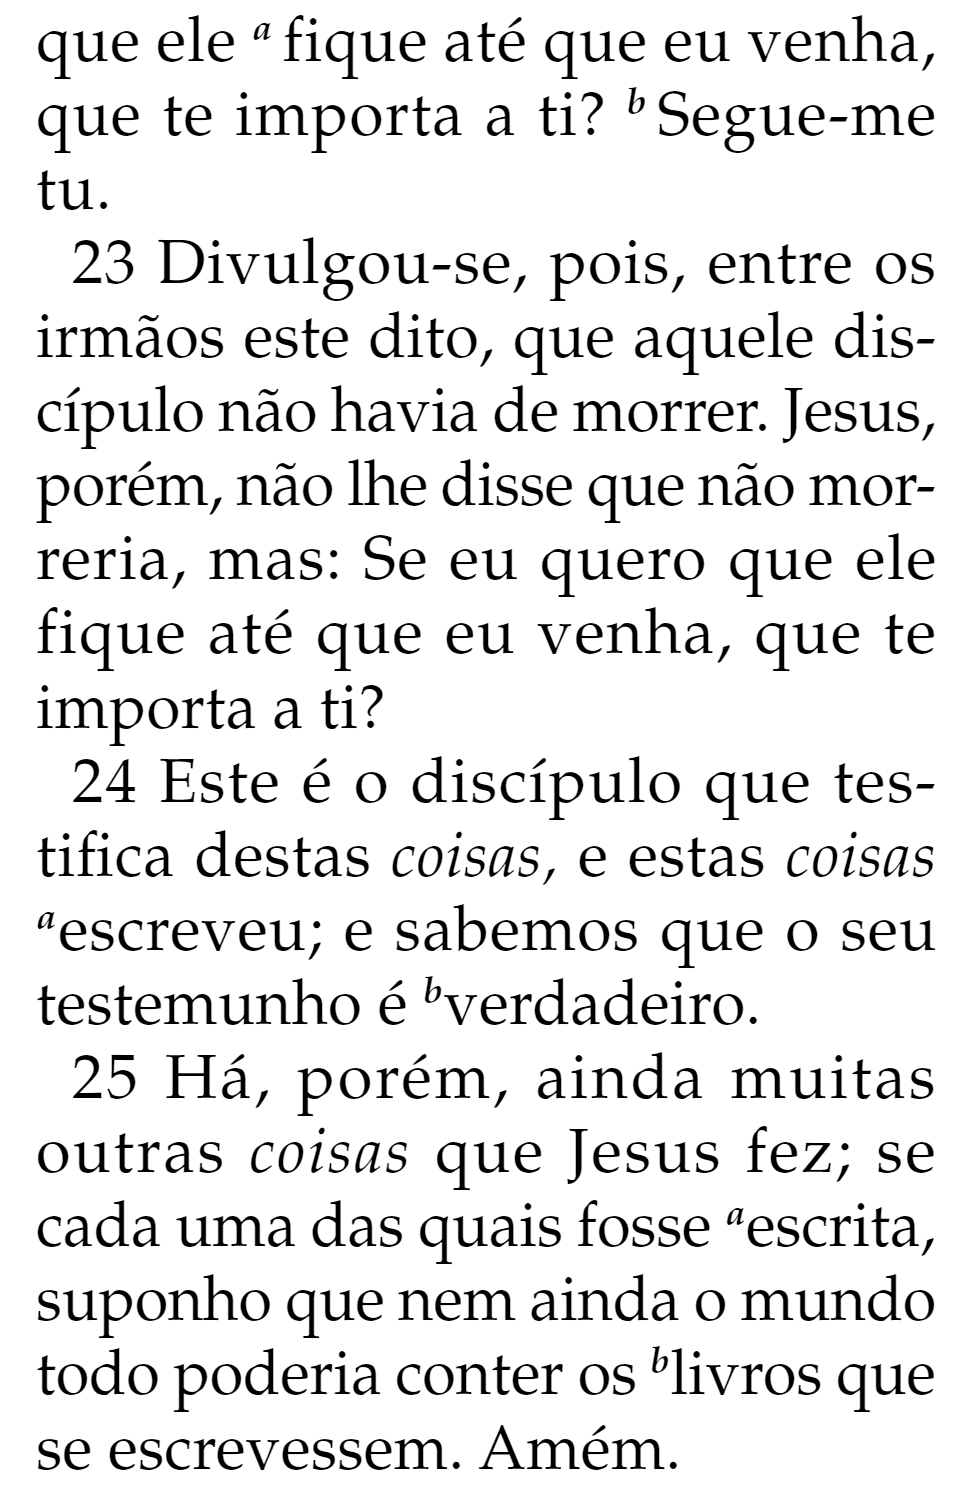 que ele a fique até que eu venha,
que te importa a ti? b Segue-me
tu.
23 Divulgou-se, pois, entre os
irmãos este dito, que aquele dis-
cípulo não havia de morrer. Jesus,
porém, não lhe disse que não mor-
reria, mas: Se eu quero que ele
fique até que eu venha, que te
importa a ti?
24 Este é o discípulo que tes-
tifica destas coisas, e estas coisas
aescreveu; e sabemos que o seu
testemunho é bverdadeiro.
25 Há, porém, ainda muitas
outras coisas que Jesus fez; se
cada uma das quais fosse aescrita,
suponho que nem ainda o mundo
todo poderia conter os blivros que
se escrevessem. Amém.